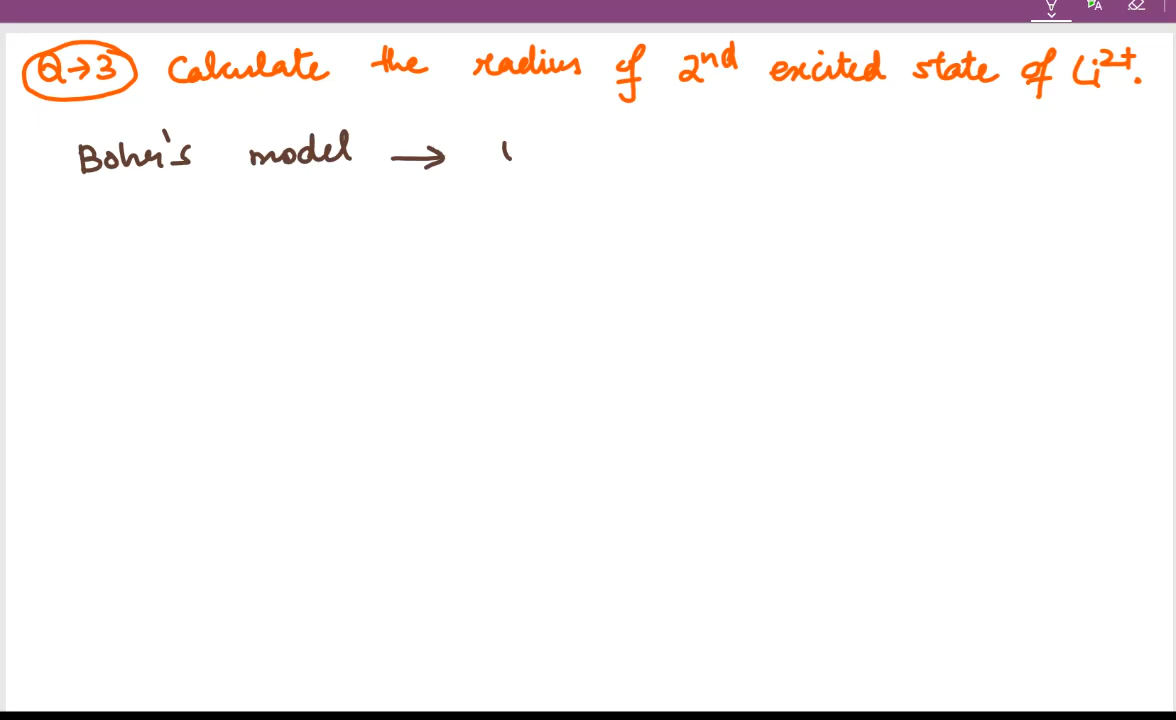 Q→3 Calculate the radius of 2nd excited state of Li²⁺.
Bohr's model →